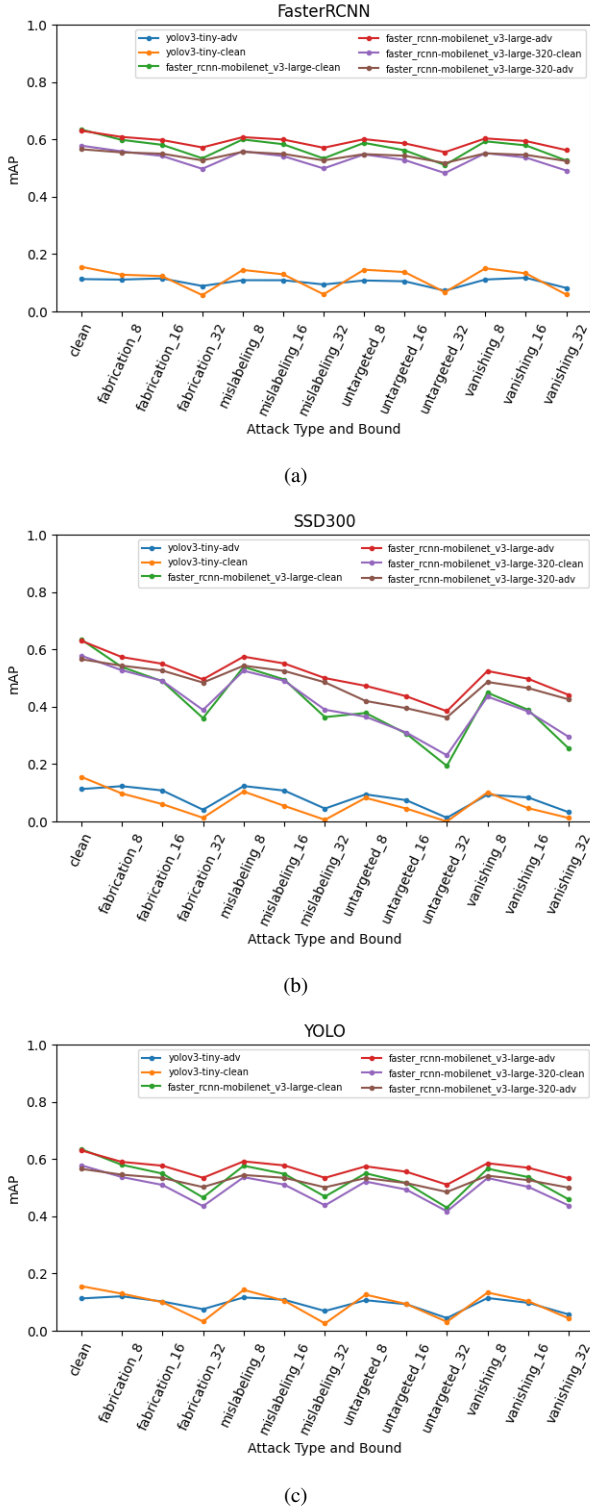 FasterRCNN
yolov3-tiny-adv
yolov3-tiny-clean
faster_rcnn-mobilenet_v3-large-clean
faster_rcnn-mobilenet_v3-large-adv
faster_rcnn-mobilenet_v3-large-320-clean
faster_rcnn-mobilenet_v3-large-320-adv
1.0
0.8
0.6
0.4
0.2
0.0
mAP
clean
fabrication_8
fabrication_16
fabrication_32
mislabeling_8
mislabeling_16
mislabeling_32
untargeted_8
untargeted_16
untargeted_32
vanishing_8
vanishing_16
vanishing_32
Attack Type and Bound
(a)
SSD300
yolov3-tiny-adv
yolov3-tiny-clean
faster_rcnn-mobilenet_v3-large-clean
faster_rcnn-mobilenet_v3-large-adv
faster_rcnn-mobilenet_v3-large-320-clean
faster_rcnn-mobilenet_v3-large-320-adv
1.0
0.8
0.6
0.4
0.2
0.0
mAP
clean
fabrication_8
fabrication_16
fabrication_32
mislabeling_8
mislabeling_16
mislabeling_32
untargeted_8
untargeted_16
untargeted_32
vanishing_8
vanishing_16
vanishing_32
Attack Type and Bound
(b)
YOLO
yolov3-tiny-adv
yolov3-tiny-clean
faster_rcnn-mobilenet_v3-large-clean
faster_rcnn-mobilenet_v3-large-adv
faster_rcnn-mobilenet_v3-large-320-clean
faster_rcnn-mobilenet_v3-large-320-adv
1.0
0.8
0.6
0.4
0.2
0.0
mAP
clean
fabrication_8
fabrication_16
fabrication_32
mislabeling_8
mislabeling_16
mislabeling_32
untargeted_8
untargeted_16
untargeted_32
vanishing_8
vanishing_16
vanishing_32
Attack Type and Bound
(c)